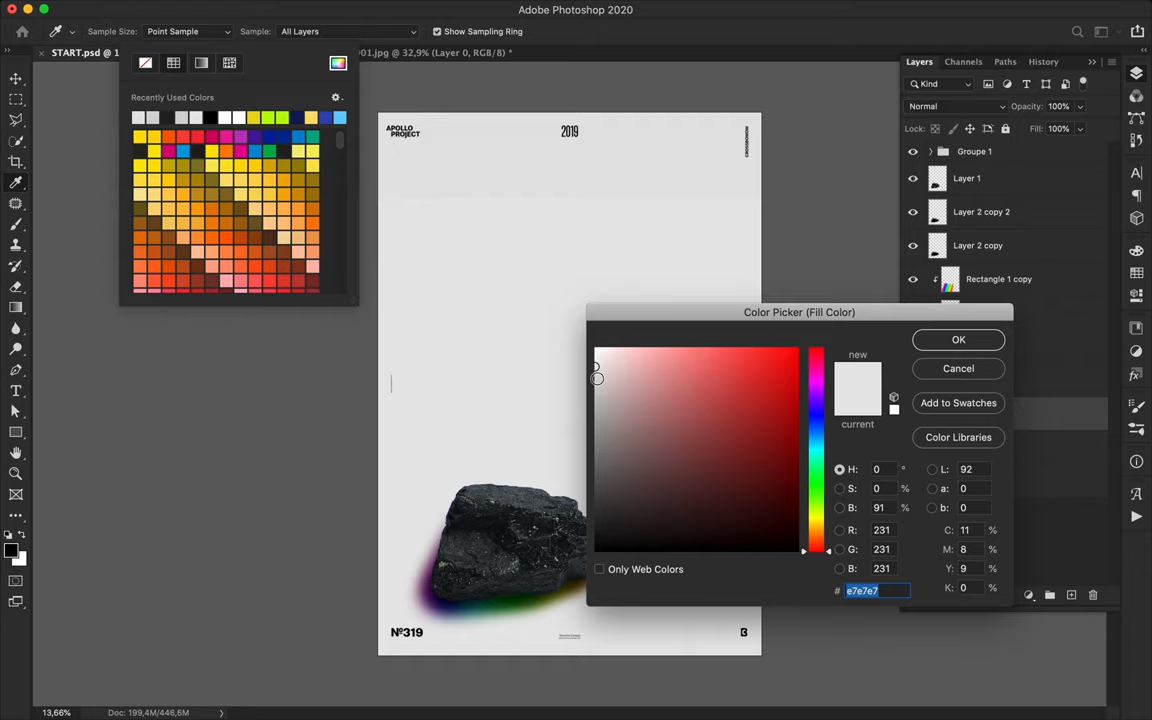 Adobe Photoshop 2020
Sample Size: Point Sample Sample: All Layers Show Sampling Ring
START.psd @ 1 01.jpg @ 32,9% (Layer 0, RGB/8) *
Recently Used Colors
Layers Channels Paths History
Kind
Normal Opacity: 100%
Lock: Fill: 100%
Groupe 1
Layer 1
Layer 2 copy 2
Layer 2 copy
Rectangle 1 copy
APOLLO
PROJECT
2019
Nº319
Color Picker (Fill Color)
new
current
OK
Cancel
Add to Swatches
Color Libraries
H: 0 °
S: 0 %
B: 91 %
R: 231
G: 231
B: 231
L: 92
a: 0
b: 0
C: 11 %
M: 8 %
Y: 9 %
K: 0 %
# e7e7e7
Only Web Colors
13,66% Doc: 199,4M/446,6M